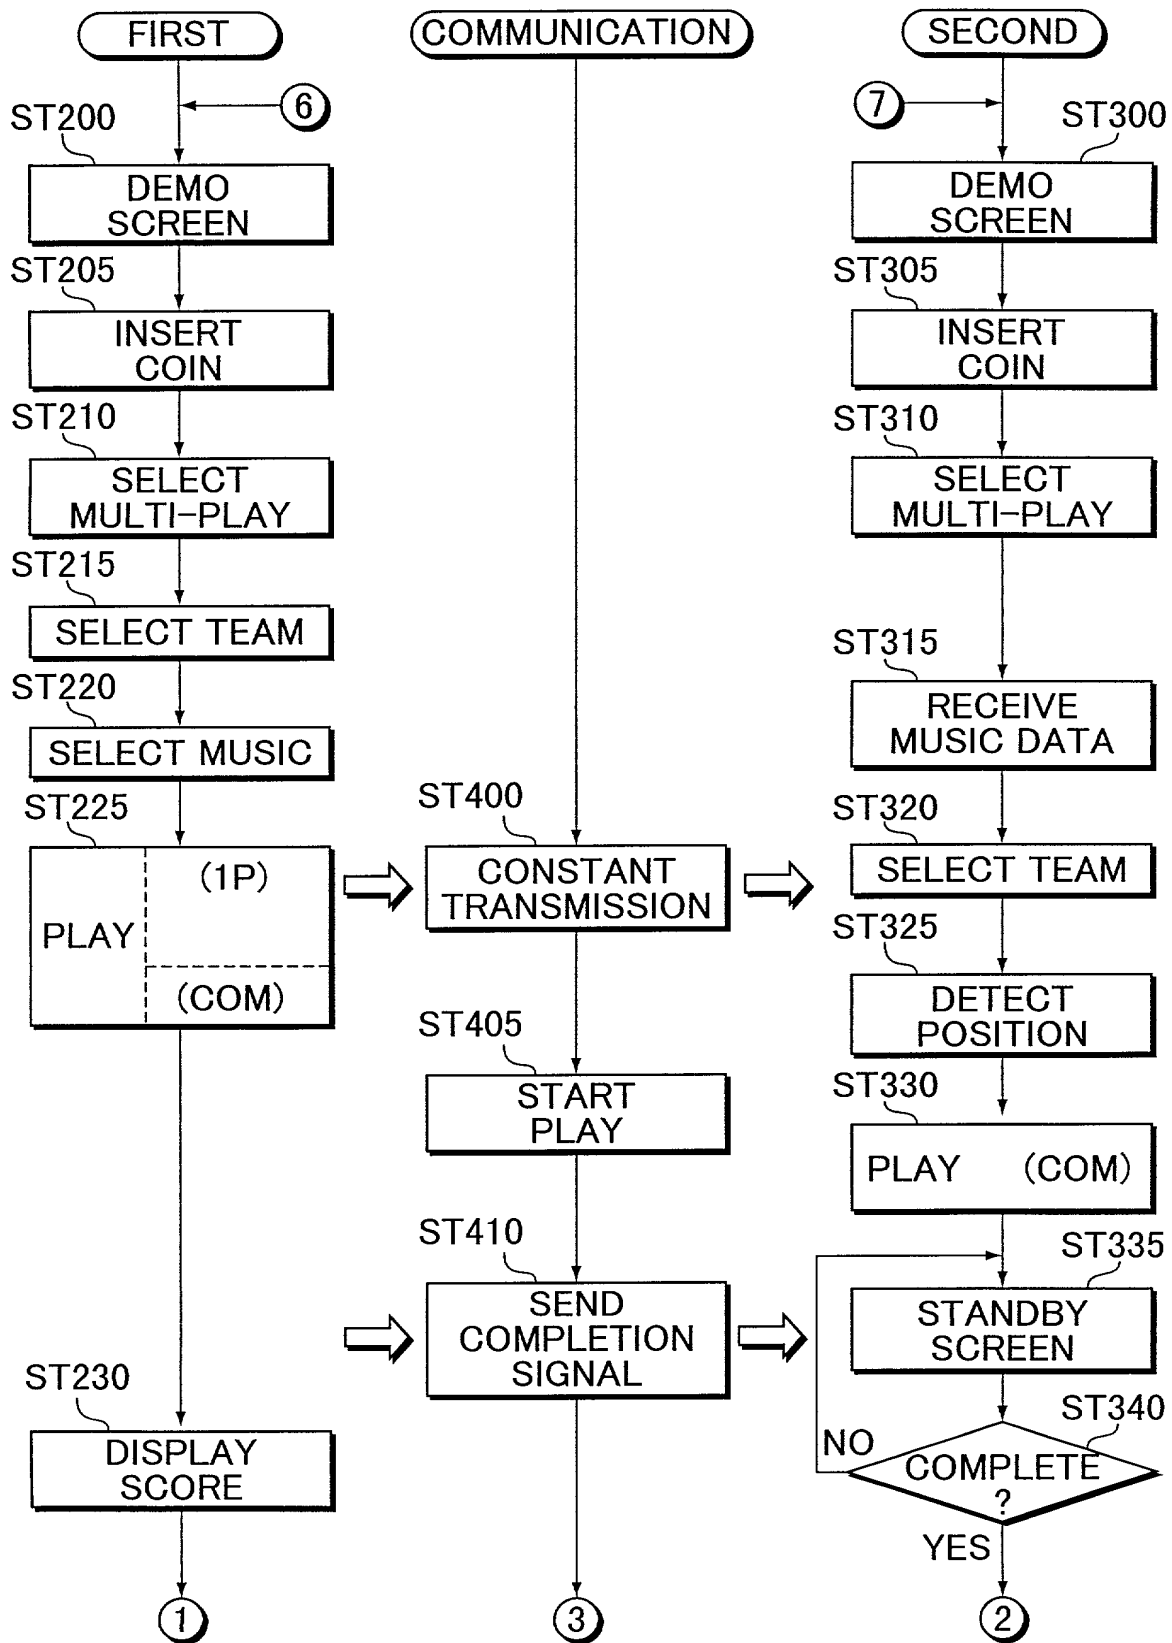 FIRST
6
ST200
DEMO
SCREEN
ST205
INSERT
COIN
ST210
SELECT
MULTI-PLAY
ST215
SELECT TEAM
ST220
SELECT MUSIC
ST225
PLAY
(1P)
(COM)
ST230
DISPLAY
SCORE
1
COMMUNICATION
ST400
CONSTANT
TRANSMISSION
ST405
START
PLAY
ST410
SEND
COMPLETION
SIGNAL
3
SECOND
7
ST300
DEMO
SCREEN
ST305
INSERT
COIN
ST310
SELECT
MULTI-PLAY
ST315
RECEIVE
MUSIC DATA
ST320
SELECT TEAM
ST325
DETECT
POSITION
ST330
PLAY (COM)
ST335
STANDBY
SCREEN
ST340
NO
COMPLETE
?
YES
2